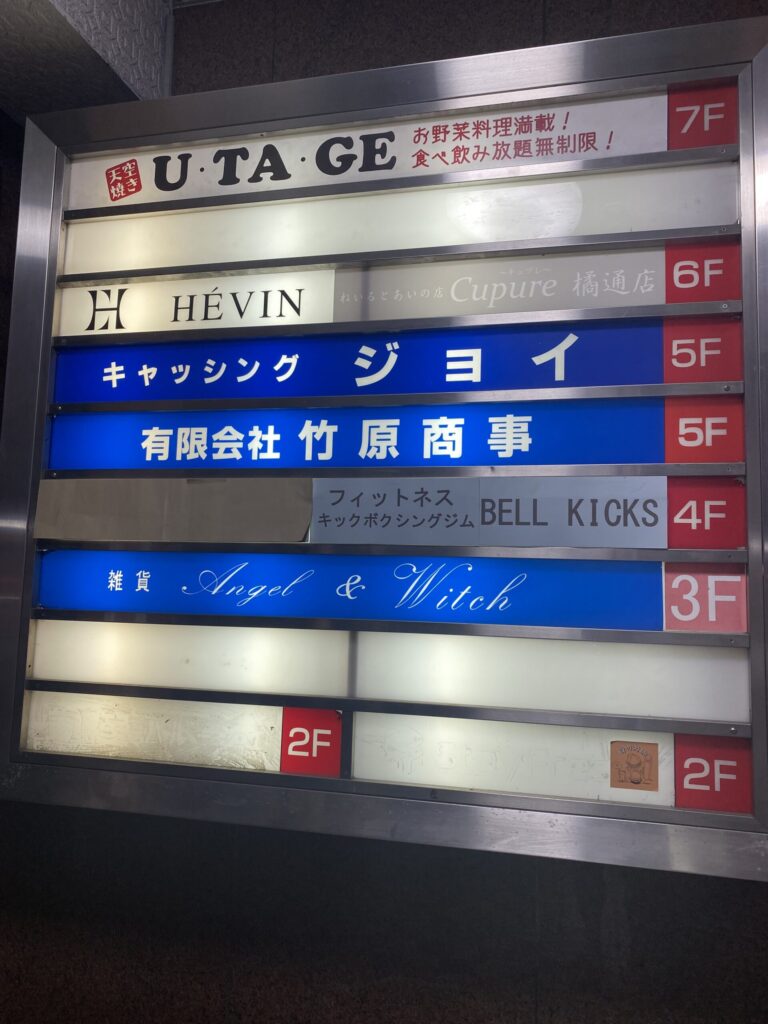 天空
焼き
U・TA・GE
お野菜料理満載！
食べ飲み放題無制限！
7F
HÉVIN
ねいるとあいの店
～キュプレ～
Cupure 橘通店
6F
キャッシング ジョイ
5F
有限会社 竹原商事
5F
フィットネス
キックボクシングジム
BELL KICKS
4F
雑貨 Angel & Witch
3F
2F
2F